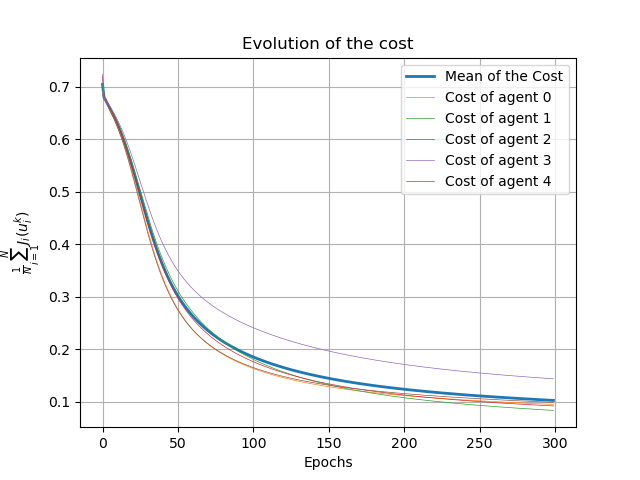 Evolution of the cost
Mean of the Cost
Cost of agent 0
Cost of agent 1
Cost of agent 2
Cost of agent 3
Cost of agent 4
0.7
0.6
0.5
0.4
0.3
0.2
0.1
0 50 100 150 200 250 300
Epochs
$\frac{1}{N}\sum_{i=1}^{N} J_i(u_i^k)$